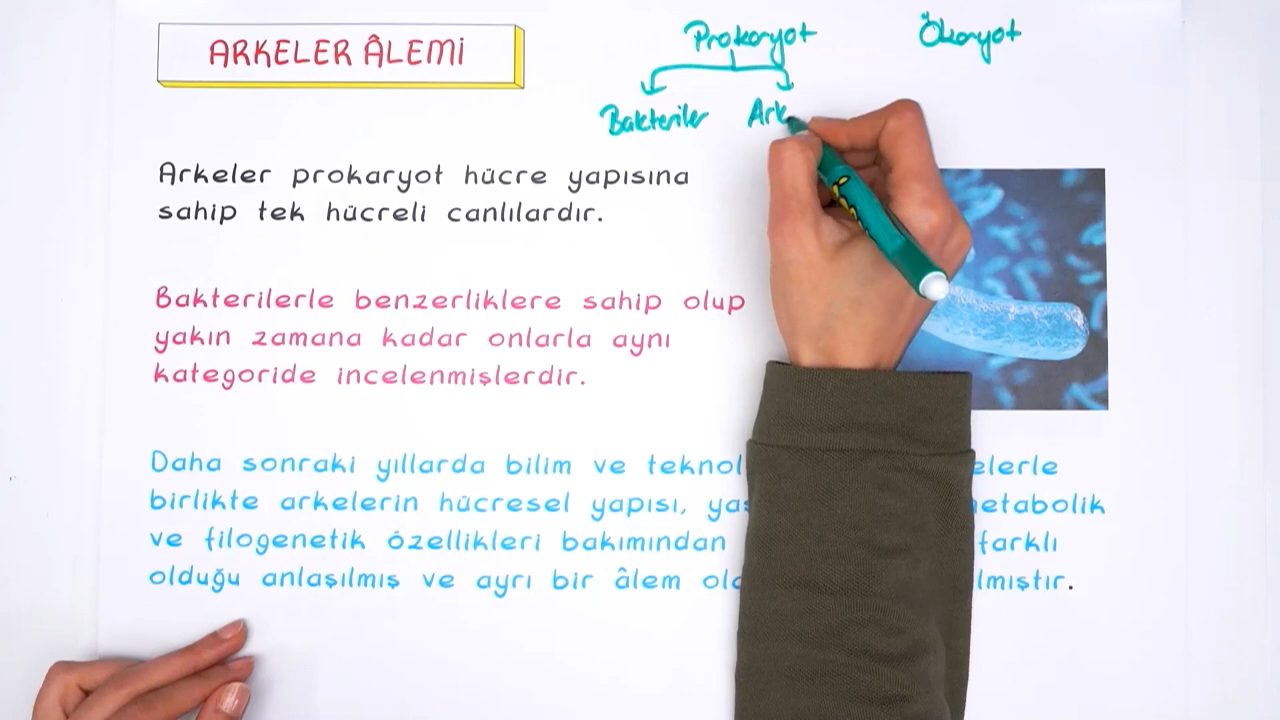 ARKELER ÂLEMİ
Prokaryot Ökaryot
Bakteriler Ark
Arkeler prokaryot hücre yapısına
sahip tek hücreli canlılardır.
Bakterilerle benzerliklere sahip olup
yakın zamana kadar onlarla aynı
kategoride incelenmişlerdir.
Daha sonraki yıllarda bilim ve teknol elerle
birlikte arkelerin hücresel yapısı, yaş etabolik
ve filogenetik özellikleri bakımından farklı
olduğu anlaşılmış ve ayrı bir âlem ola lmıştır.